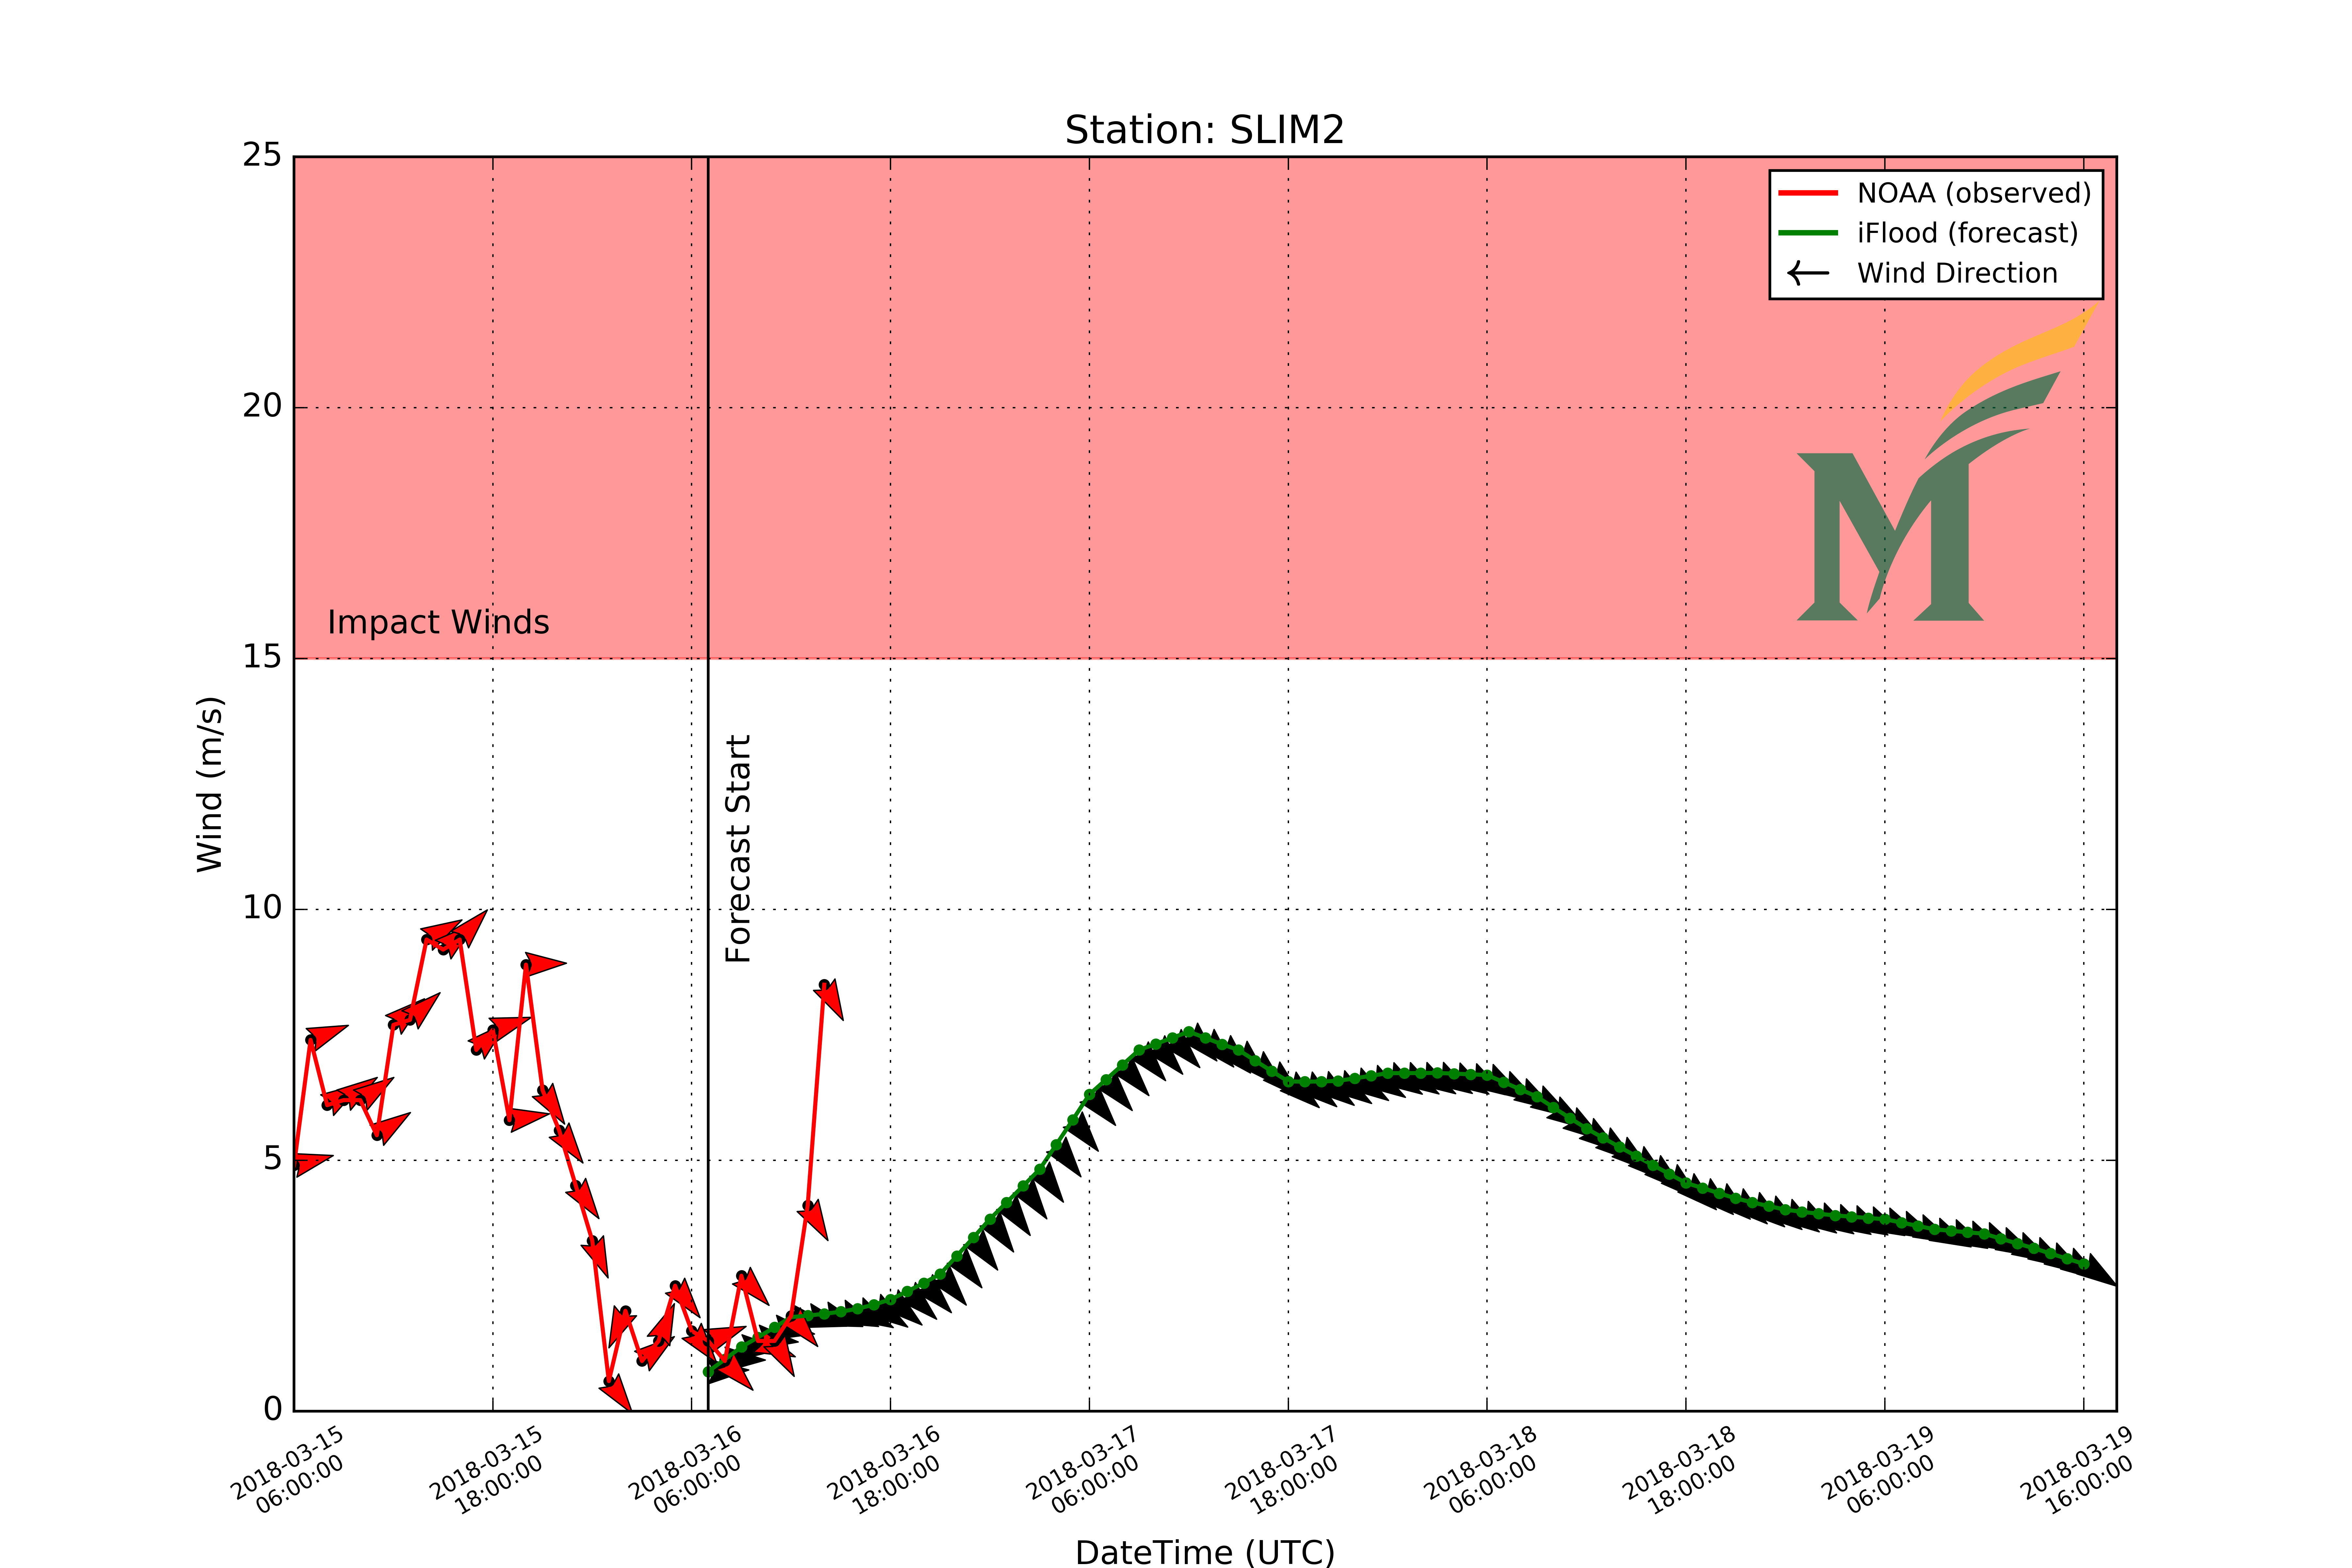 Station: SLIM2
25
20
15
10
5
0
Wind (m/s)
NOAA (observed)
iFlood (forecast)
Wind Direction
M
Impact Winds
Forecast Start
2018-03-15
06:00:00
2018-03-15
18:00:00
2018-03-16
06:00:00
2018-03-16
18:00:00
2018-03-17
06:00:00
2018-03-17
18:00:00
2018-03-18
06:00:00
2018-03-18
18:00:00
2018-03-19
06:00:00
2018-03-19
16:00:00
DateTime (UTC)